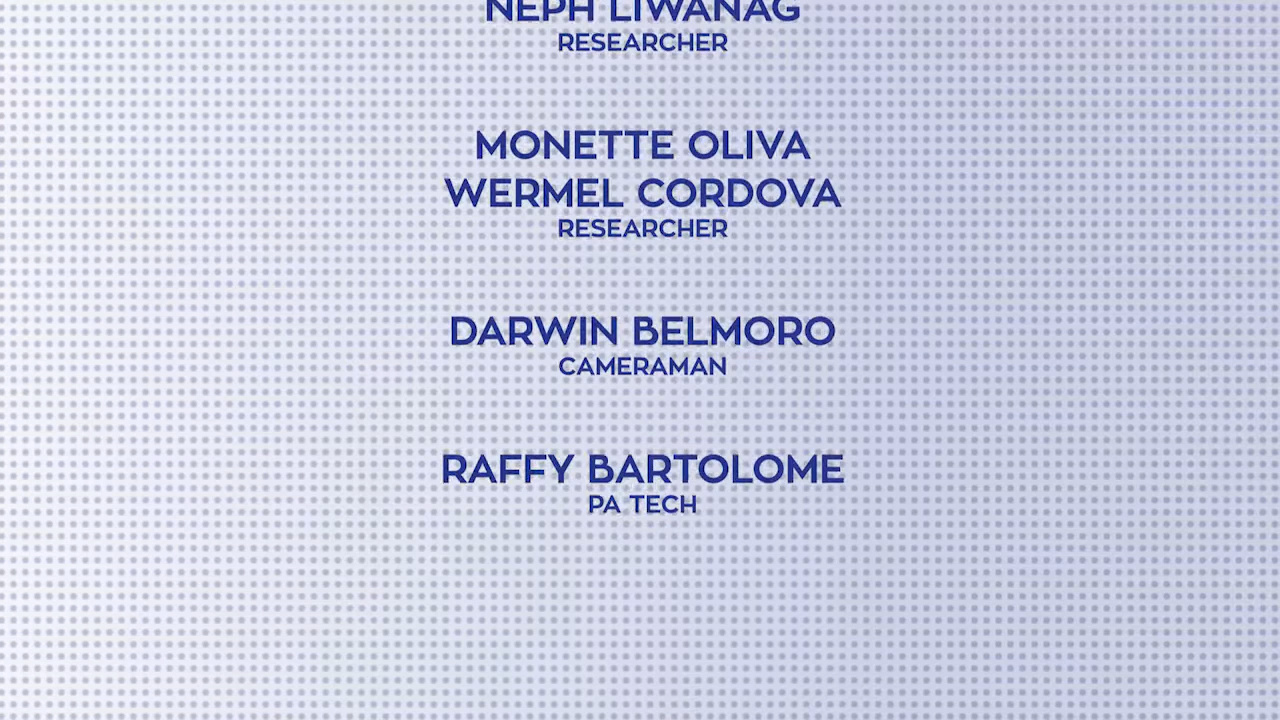 NEPH LIWANAG
RESEARCHER
MONETTE OLIVA
WERMEL CORDOVA
RESEARCHER
DARWIN BELMORO
CAMERAMAN
RAFFY BARTOLOME
PA TECH